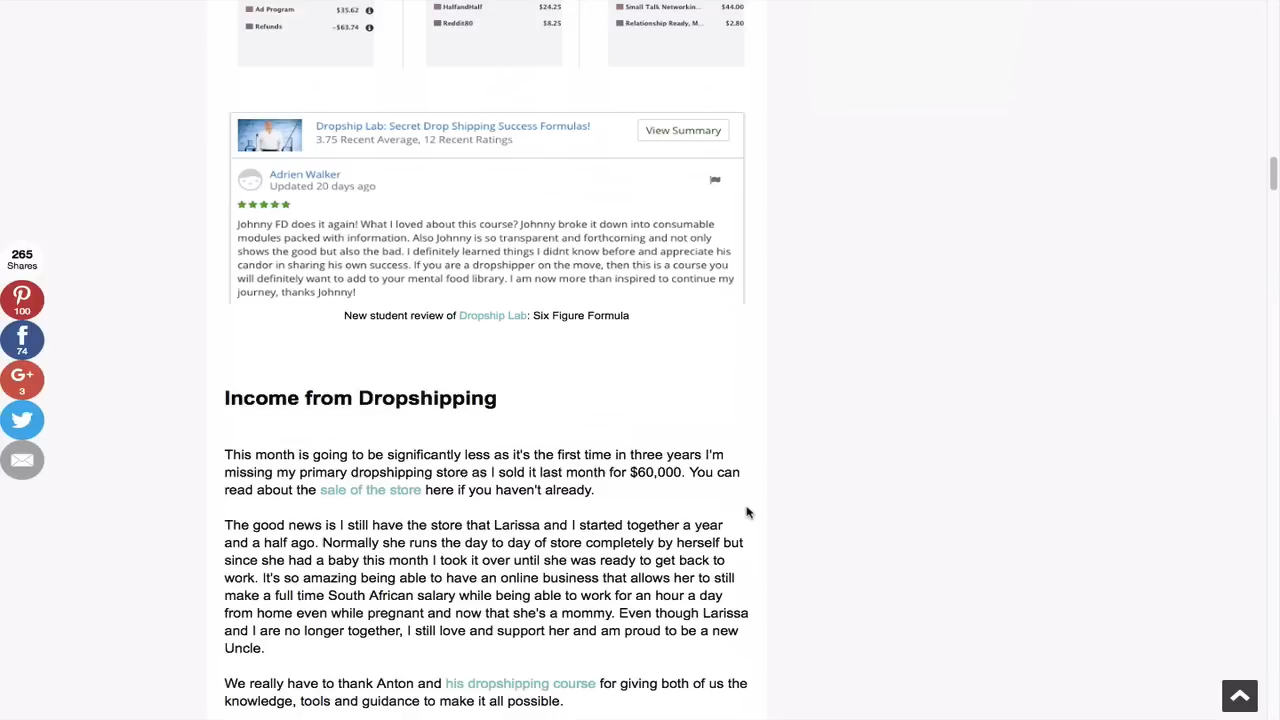 Ad Program $35.62
Refunds -$63.74
HalfandHalf $24.25
Reddit80 $8.25
Small Talk Networkin... $44.00
Relationship Ready, M... $2.80
Dropship Lab: Secret Drop Shipping Success Formulas!
3.75 Recent Average, 12 Recent Ratings
View Summary
Adrien Walker
Updated 20 days ago
Johnny FD does it again! What I loved about this course? Johnny broke it down into consumable
modules packed with information. Also Johnny is so transparent and forthcoming and not only
shows the good but also the bad. I definitely learned things I didnt know before and appreciate his
candor in sharing his own success. If you are a dropshipper on the move, then this is a course you
will definitely want to add to your mental food library. I am now more than inspired to continue my
journey, thanks Johnny!
New student review of Dropship Lab: Six Figure Formula
265
Shares
100
74
G+
3
Income from Dropshipping
This month is going to be significantly less as it's the first time in three years I'm
missing my primary dropshipping store as I sold it last month for $60,000. You can
read about the sale of the store here if you haven't already.
The good news is I still have the store that Larissa and I started together a year
and a half ago. Normally she runs the day to day of store completely by herself but
since she had a baby this month I took it over until she was ready to get back to
work. It's so amazing being able to have an online business that allows her to still
make a full time South African salary while being able to work for an hour a day
from home even while pregnant and now that she's a mommy. Even though Larissa
and I are no longer together, I still love and support her and am proud to be a new
Uncle.
We really have to thank Anton and his dropshipping course for giving both of us the
knowledge, tools and guidance to make it all possible.